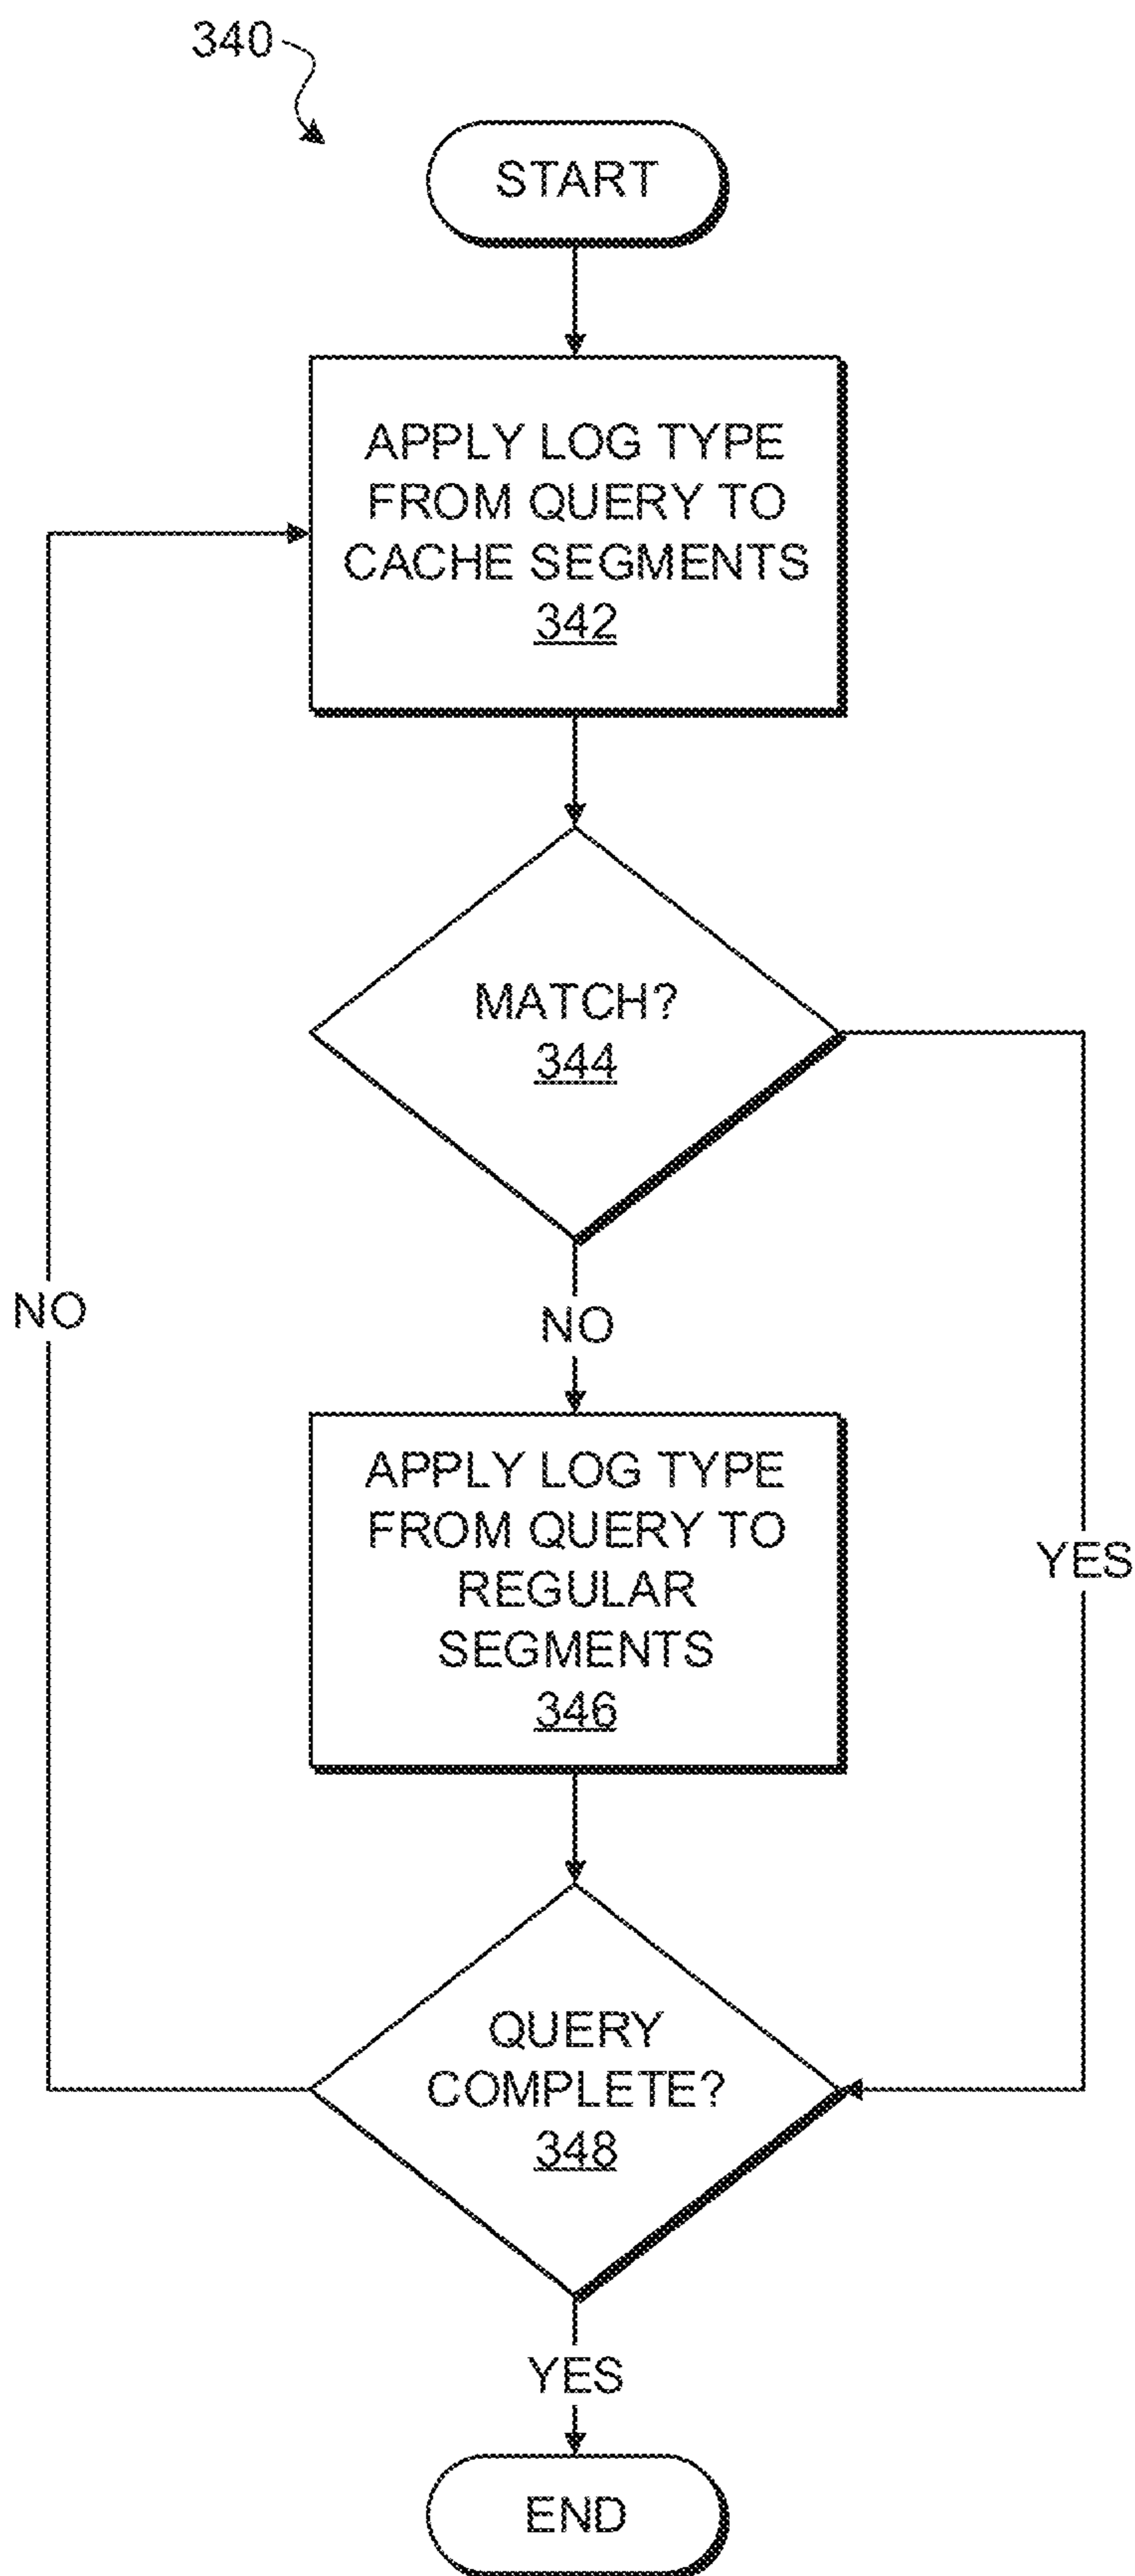 340
START
APPLY LOG TYPE
FROM QUERY TO
CACHE SEGMENTS
342
MATCH?
344
NO
NO
APPLY LOG TYPE
FROM QUERY TO
REGULAR
SEGMENTS
346
YES
QUERY
COMPLETE?
348
YES
END